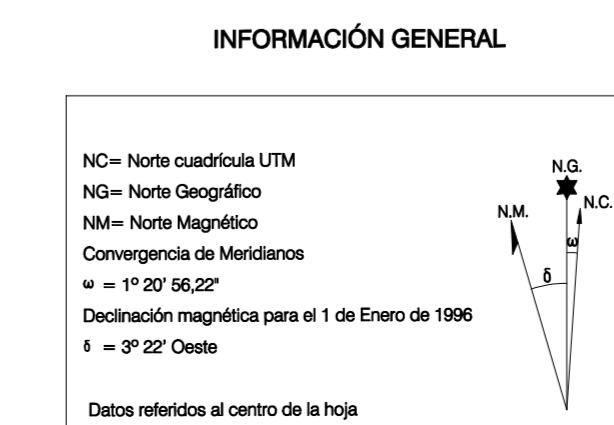 INFORMACIÓN GENERAL
NC= Norte cuadrícula UTM
NG= Norte Geográfico
NM= Norte Magnético
Convergencia de Meridianos
ω = 1º 20' 56,22"
Declinación magnética para el 1 de Enero de 1996
δ = 3º 22' Oeste
Datos referidos al centro de la hoja
N.G.
N.M.
N.C.
ω
δ